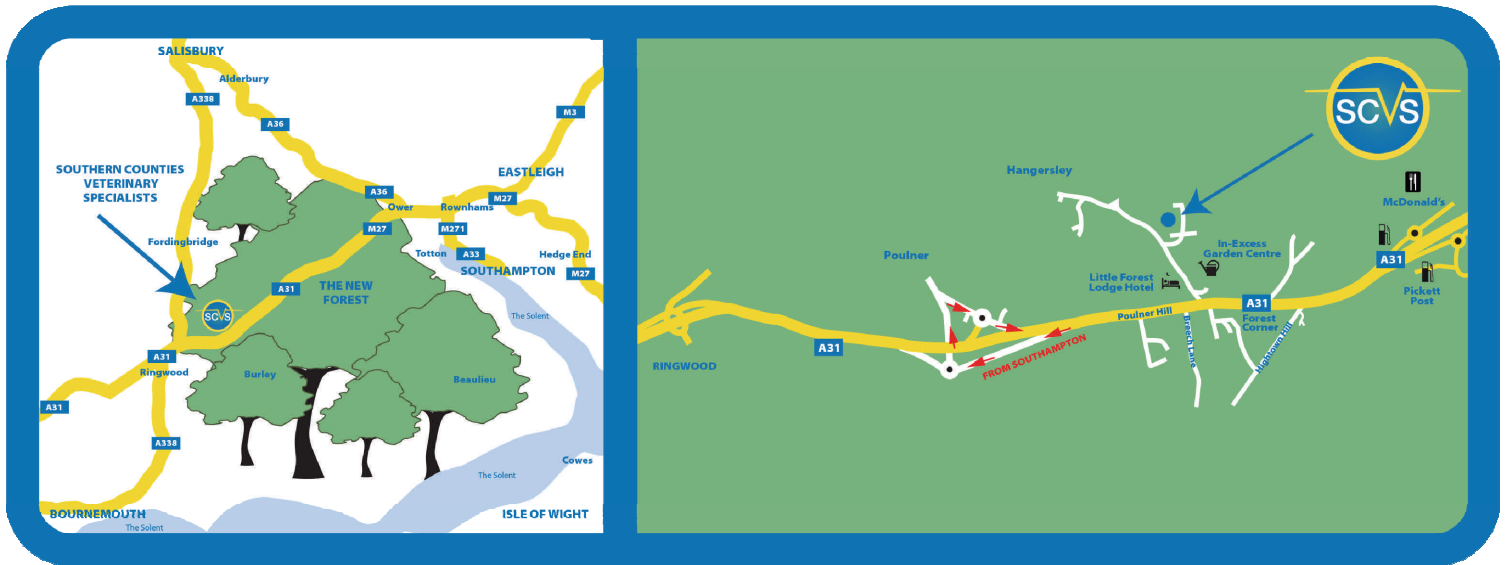 SALISBURY
Alderbury
A338
M3
A36
SOUTHERN COUNTIES
VETERINARY
SPECIALISTS
EASTLEIGH
A36
M27
Ower
Rownhams
M27
M271
Fordingbridge
Totton
A33
Hedge End
SOUTHAMPTON
M27
A31
THE NEW
FOREST
SCVS
The Solent
A31
Ringwood
Burley
Beaulieu
A31
A338
Cowes
The Solent
BOURNEMOUTH
ISLE OF WIGHT
The Solent
SCVS
Hangersley
McDonald's
In-Excess
Garden Centre
Poulner
A31
Little Forest
Lodge Hotel
Pickett
Post
A31
Poulner Hill
Forest
Corner
Breech Lane
Hightown Hill
A31
FROM SOUTHAMPTON
RINGWOOD